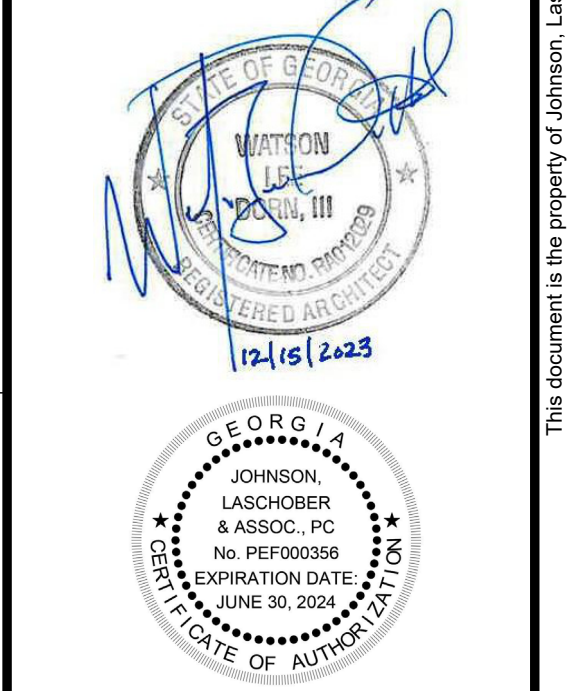 STATE OF GEORGIA
WATSON
LEE
DORN, III
CERTIFICATE NO. RA012029
REGISTERED ARCHITECT
12/15/2023
GEORGIA
JOHNSON,
LASCHOBER
& ASSOC., PC
No. PEF000356
EXPIRATION DATE:
JUNE 30, 2024
CERTIFICATE OF AUTHORIZATION
This document is the property of Johnson, Las